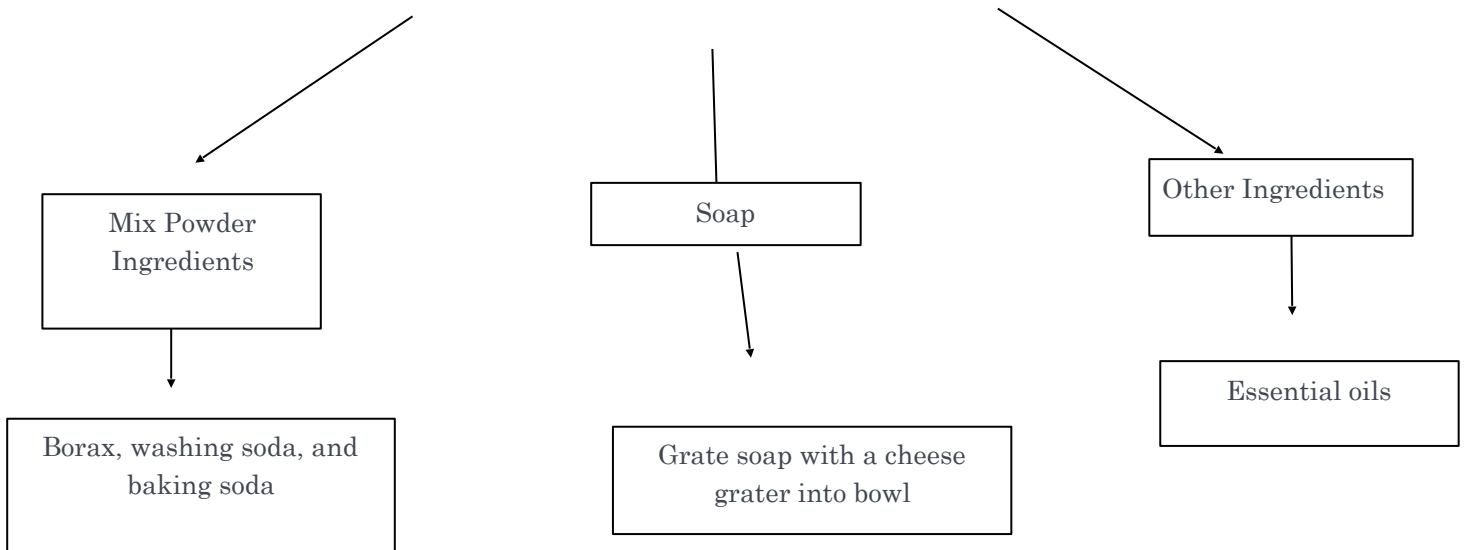 Mix Powder
Ingredients
Soap
Other Ingredients
Borax, washing soda, and
baking soda
Grate soap with a cheese
grater into bowl
Essential oils